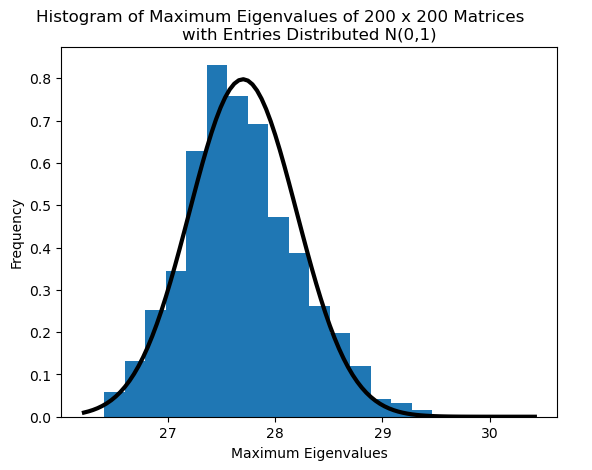 Histogram of Maximum Eigenvalues of 200 x 200 Matrices
with Entries Distributed N(0,1)
0.8
0.7
0.6
0.5
0.4
0.3
0.2
0.1
0.0
Frequency
27 28 29 30
Maximum Eigenvalues